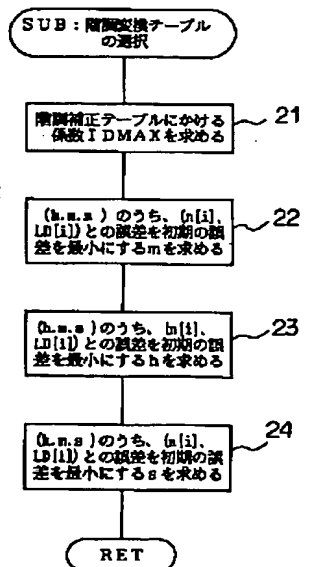 SUB:階調変換テーブル
の選択
階調補正テーブルにかける
係数IDMAXを求める
21
(h.m.s)のうち、(n[i].
LD[i])との誤差を初期の誤
差を最小にするmを求める
22
(h.m.s)のうち、(n[i].
LD[i])との誤差を初期の誤
差を最小にするhを求める
23
(h.m.s)のうち、(n[i].
LD[i])との誤差を初期の誤
差を最小にするsを求める
24
RET